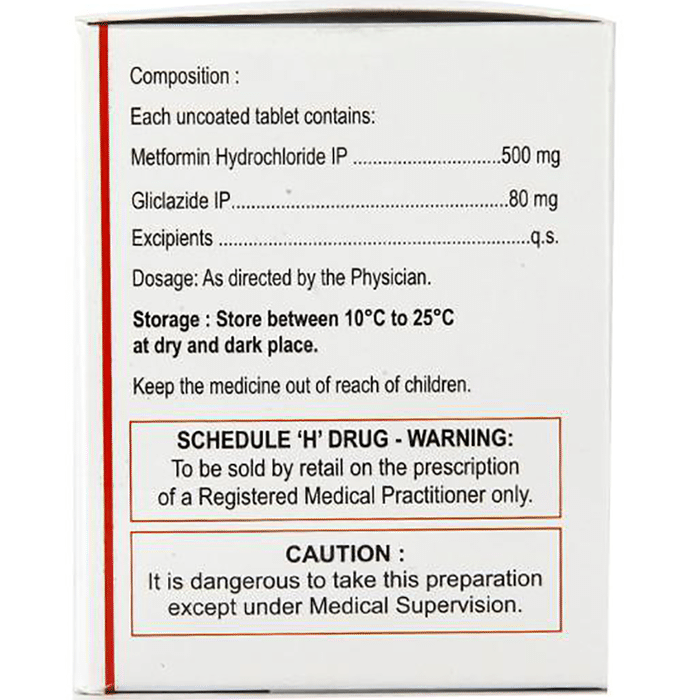 Composition :
Each uncoated tablet contains:
Metformin Hydrochloride IP ..............................500 mg
Gliclazide IP.......................................................80 mg
Excipients .............................................................q.s.
Dosage: As directed by the Physician.
Storage : Store between 10°C to 25°C
at dry and dark place.
Keep the medicine out of reach of children.
SCHEDULE 'H' DRUG - WARNING:
To be sold by retail on the prescription
of a Registered Medical Practitioner only.
CAUTION :
It is dangerous to take this preparation
except under Medical Supervision.